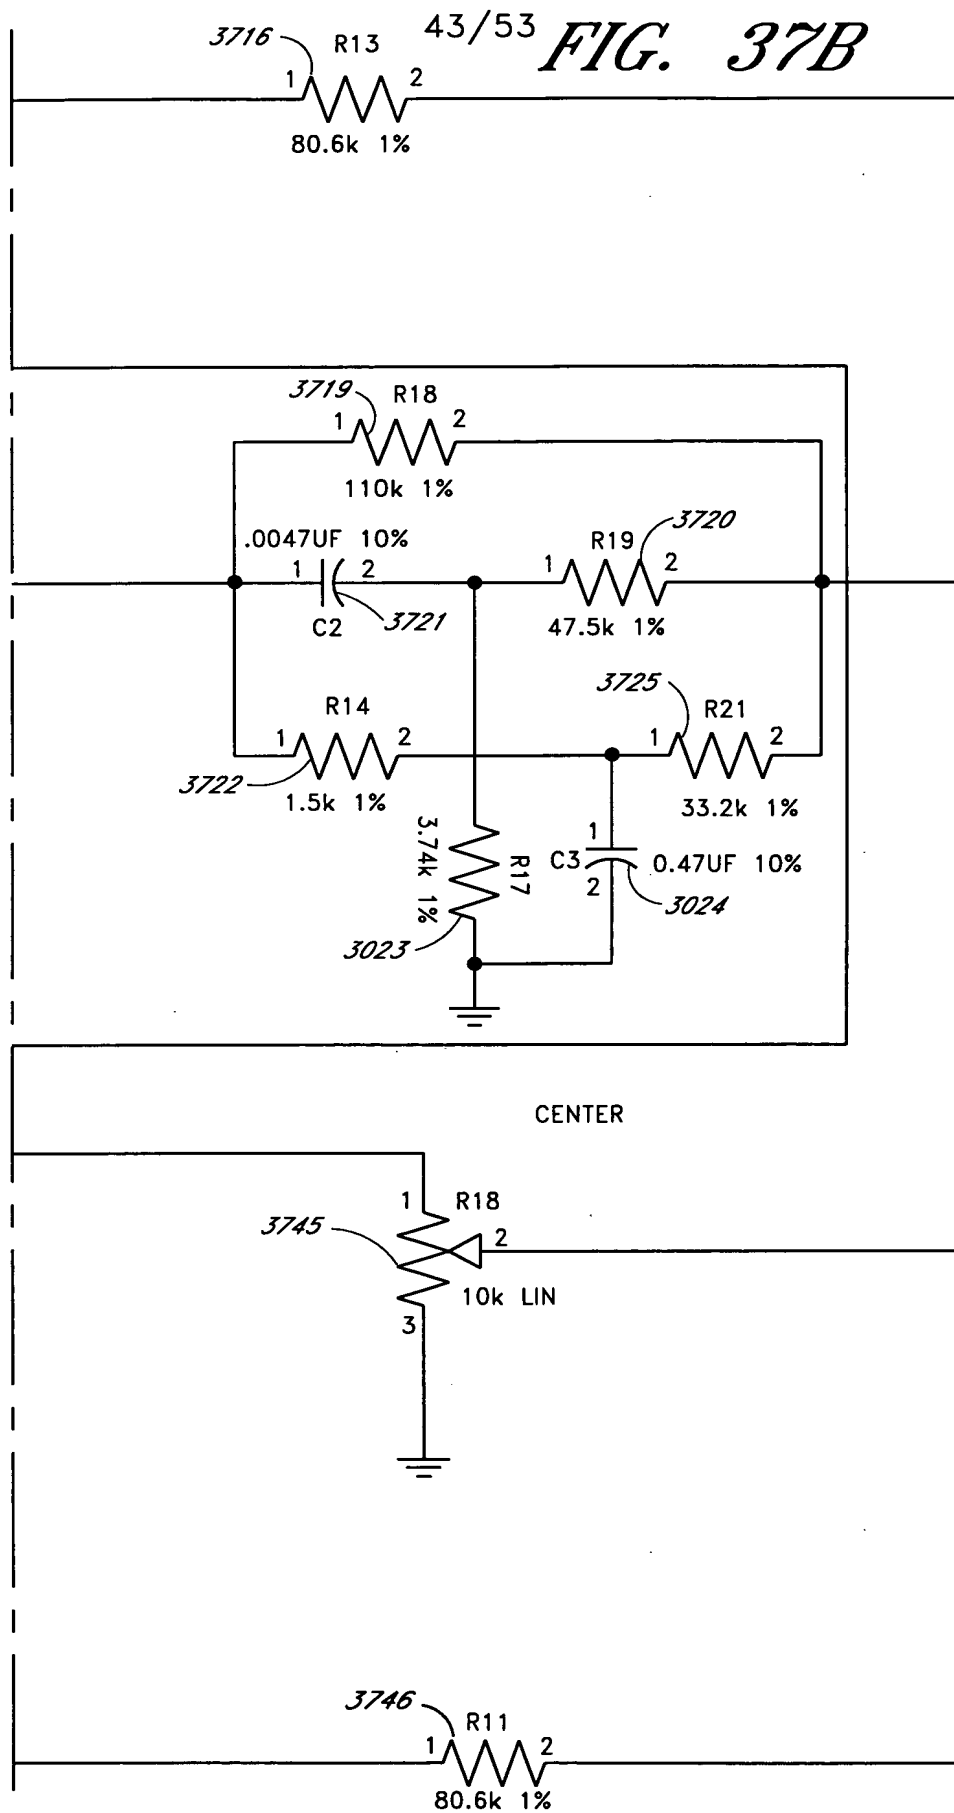 43/53
FIG. 37B
3716
R13
1
2
80.6k 1%
3719
R18
1
2
110k 1%
.0047UF 10%
1
2
C2
3721
R19
3720
1
2
47.5k 1%
R14
1
2
3722
1.5k 1%
3725
R21
1
2
33.2k 1%
3.74k 1%
R17
3023
1
C3
2
0.47UF 10%
3024
CENTER
1
R18
3745
2
10k LIN
3
3746
R11
1
2
80.6k 1%